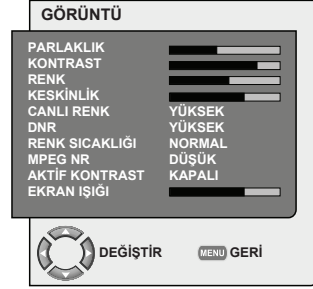 GÖRÜNTÜ
PARLAKLIK
KONTRAST
RENK
KESKİNLİK
CANLI RENK YÜKSEK
DNR YÜKSEK
RENK SICAKLIĞI NORMAL
MPEG NR DÜŞÜK
AKTİF KONTRAST KAPALI
EKRAN IŞIĞI
DEĞİŞTİR MENU GERİ